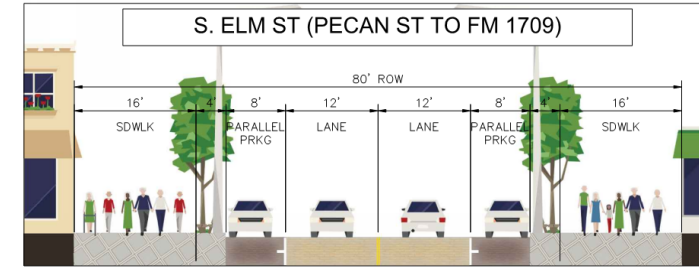 S. ELM ST (PECAN ST TO FM 1709)
80' ROW
16' 4' 8' 12' 12' 8' 4' 16'
SDWLK PARALLEL LANE LANE PARALLEL SDWLK
PRKG PRKG